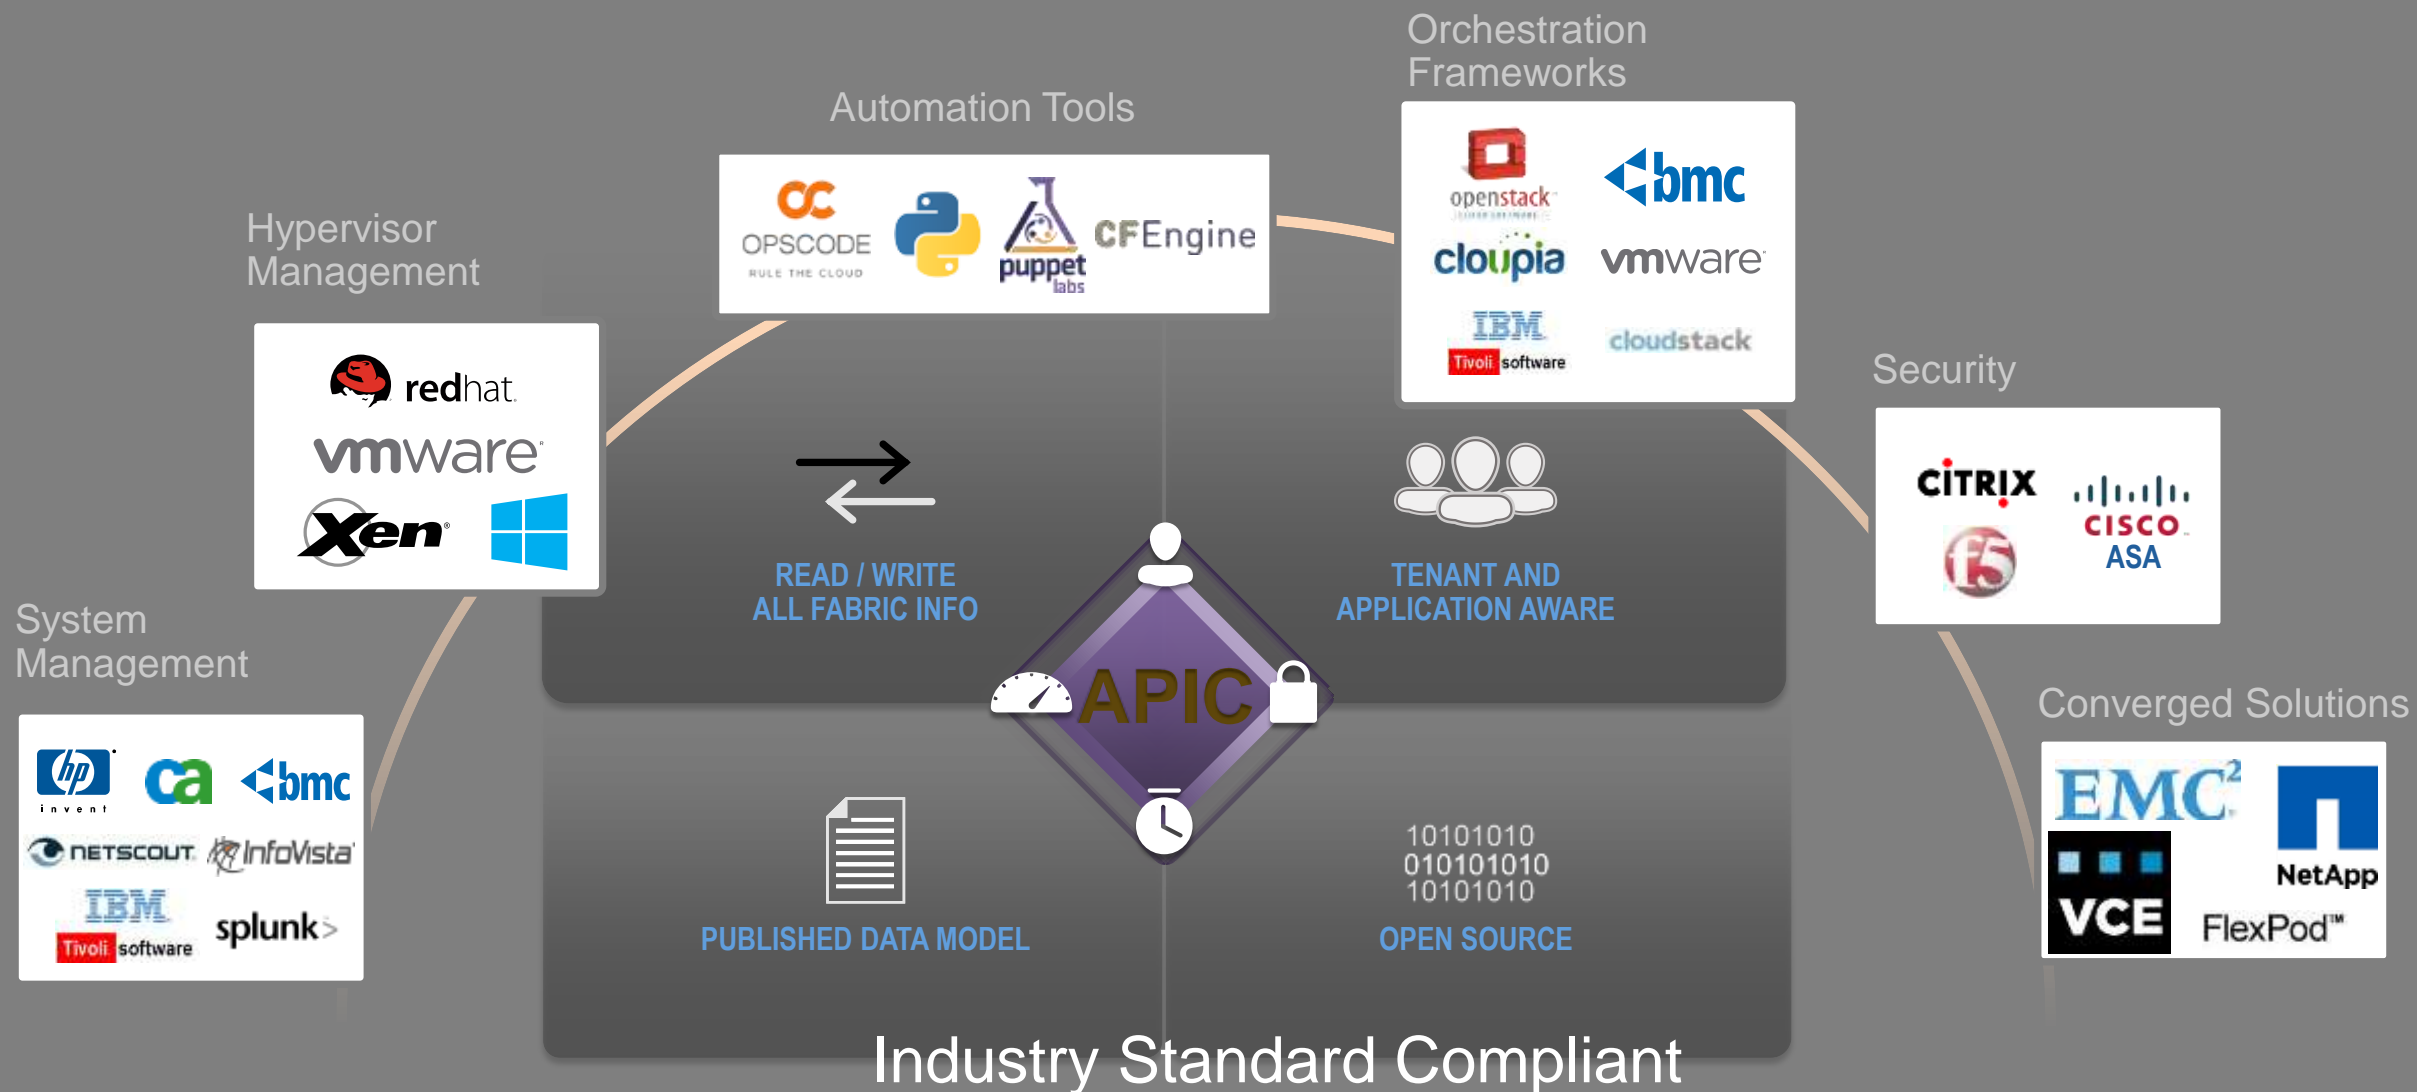 Orchestration
Frameworks
Automation Tools
Hypervisor
Management
OPSCODE
RULE THE CLOUD
puppet
labs
CFEngine
openstack
bmc
cloupia
vmware
IBM
Tivoli software
cloudstack
redhat.
vmware
Xen
Security
CITRIX
f5
CISCO
ASA
READ / WRITE
ALL FABRIC INFO
TENANT AND
APPLICATION AWARE
APIC
PUBLISHED DATA MODEL
10101010
010101010
10101010
OPEN SOURCE
System
Management
hp
invent
ca
bmc
NETSCOUT.
InfoVista
IBM
Tivoli software
splunk>
Converged Solutions
EMC²
NetApp
VCE
FlexPod™
Industry Standard Compliant